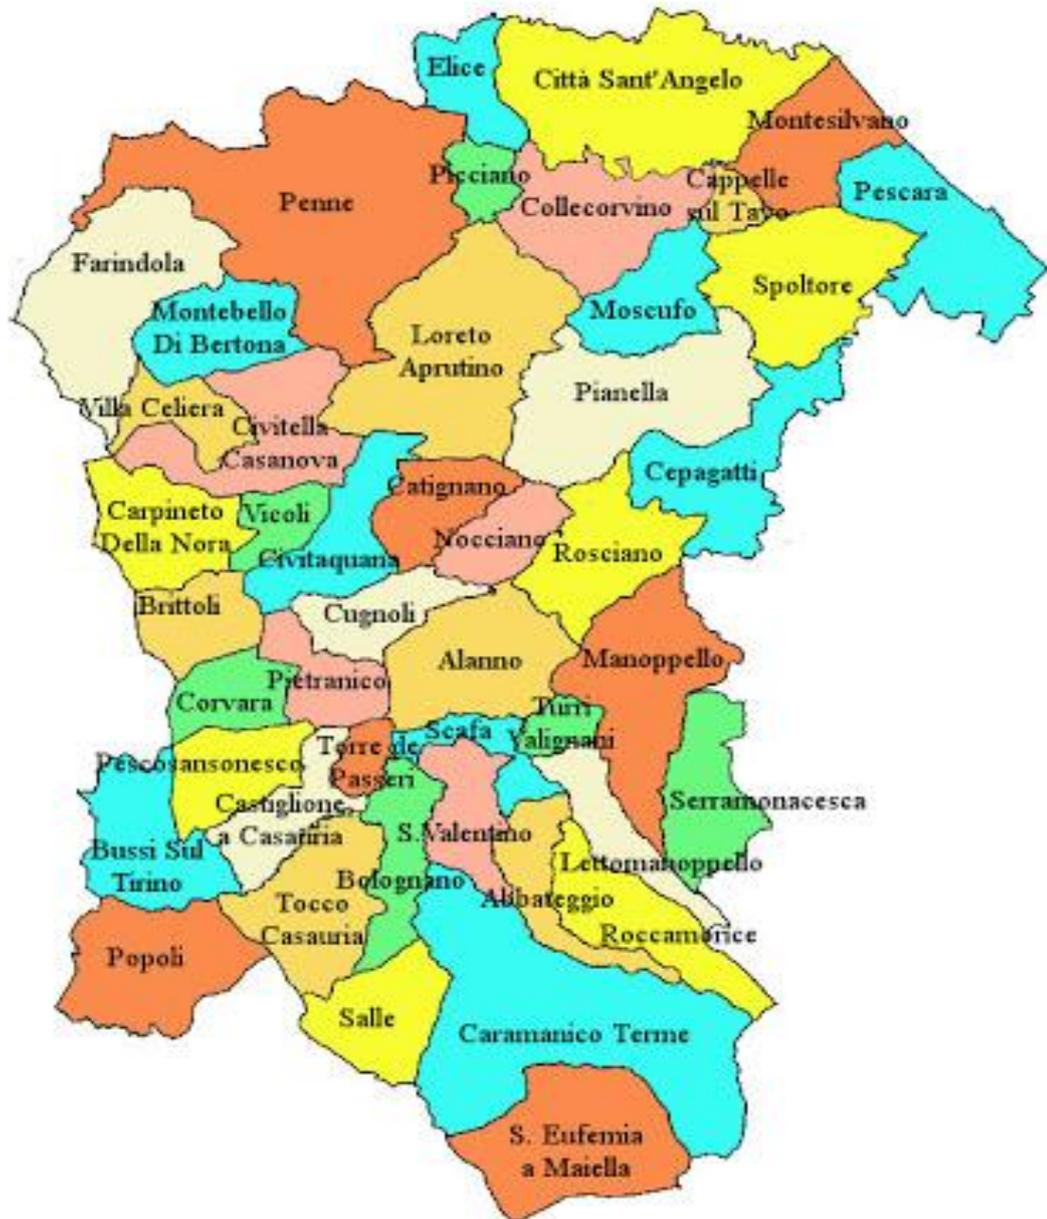 Elice
Città Sant'Angelo
Montesilvano
Picciano
Cappelle
sul Tavo
Pescara
Penne
Collecorvino
Farindola
Spoltore
Montebello
Di Bertona
Moscufo
Loreto
Aprutino
Pianella
Villa Celiera
Civitella
Casanova
Cepagatti
Catignano
Carpineto
Della Nora
Vicoli
Nocciano
Rosciano
Civitaquana
Brittoli
Cugnoli
Alanno
Manoppello
Pietranico
Corvara
Turri
Valignani
Scafa
Torre de
Passeri
Pescosansonesco
Castiglione
a Casauria
Serramonacesca
S.Valentino
Bussi Sul
Tirino
Lettomanoppello
Bolognano
Abbateggio
Tocco
Casauria
Roccamorice
Popoli
Salle
Caramanico Terme
S. Eufemia
a Maiella